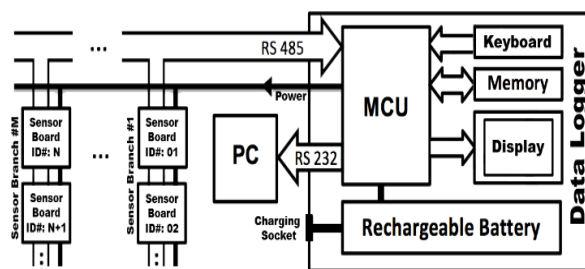 RS 485
Power
MCU
Keyboard
Memory
Display
Data Logger
Sensor Branch #M
Sensor
Board
ID#: N
Sensor
Board
ID#: N+1
...
...
Sensor Branch #1
Sensor
Board
ID#: 01
Sensor
Board
ID#: 02
PC
RS 232
Charging
Socket
Rechargeable Battery